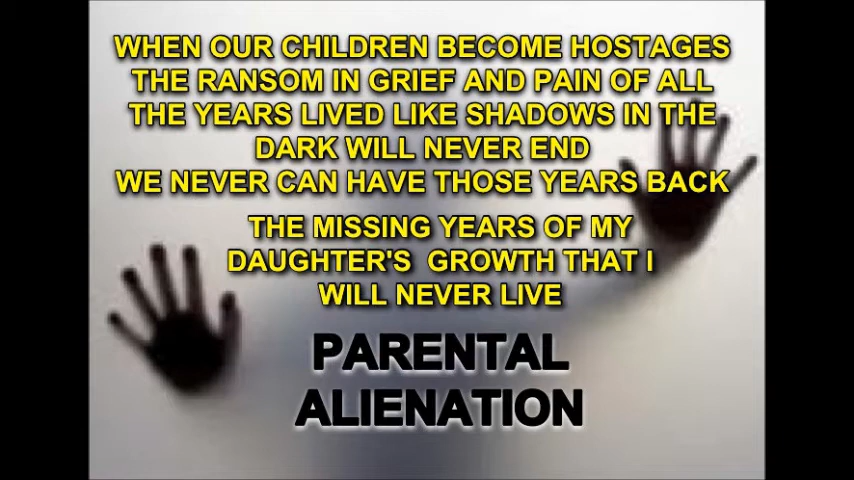 WHEN OUR CHILDREN BECOME HOSTAGES
THE RANSOM IN GRIEF AND PAIN OF ALL
THE YEARS LIVED LIKE SHADOWS IN THE
DARK WILL NEVER END
WE NEVER CAN HAVE THOSE YEARS BACK
THE MISSING YEARS OF MY
DAUGHTER'S GROWTH THAT I
WILL NEVER LIVE
PARENTAL
ALIENATION